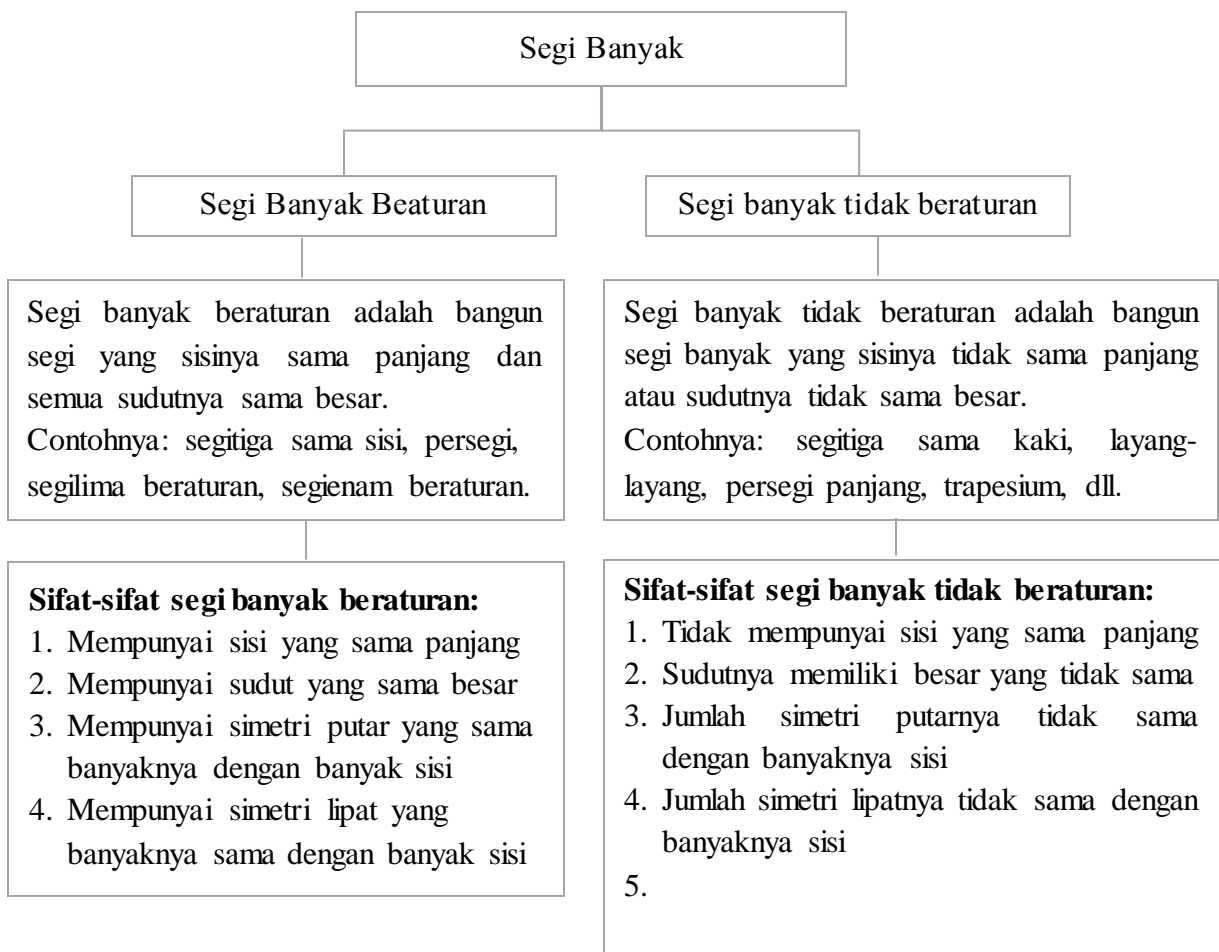 Segi Banyak
Segi Banyak Beaturan
Segi banyak tidak beraturan
Segi banyak beraturan adalah bangun
segi yang sisinya sama panjang dan
semua sudutnya sama besar.
Contohnya: segitiga sama sisi, persegi,
segilima beraturan, segienam beraturan.
Segi banyak tidak beraturan adalah bangun
segi banyak yang sisinya tidak sama panjang
atau sudutnya tidak sama besar.
Contohnya: segitiga sama kaki, layang-
layang, persegi panjang, trapesium, dll.
Sifat-sifat segi banyak beraturan:
1. Mempunyai sisi yang sama panjang
2. Mempunyai sudut yang sama besar
3. Mempunyai simetri putar yang sama
banyaknya dengan banyak sisi
4. Mempunyai simetri lipat yang
banyaknya sama dengan banyak sisi
Sifat-sifat segi banyak tidak beraturan:
1. Tidak mempunyai sisi yang sama panjang
2. Sudutnya memiliki besar yang tidak sama
3. Jumlah simetri putarnya tidak sama
dengan banyaknya sisi
4. Jumlah simetri lipatnya tidak sama dengan
banyaknya sisi
5.